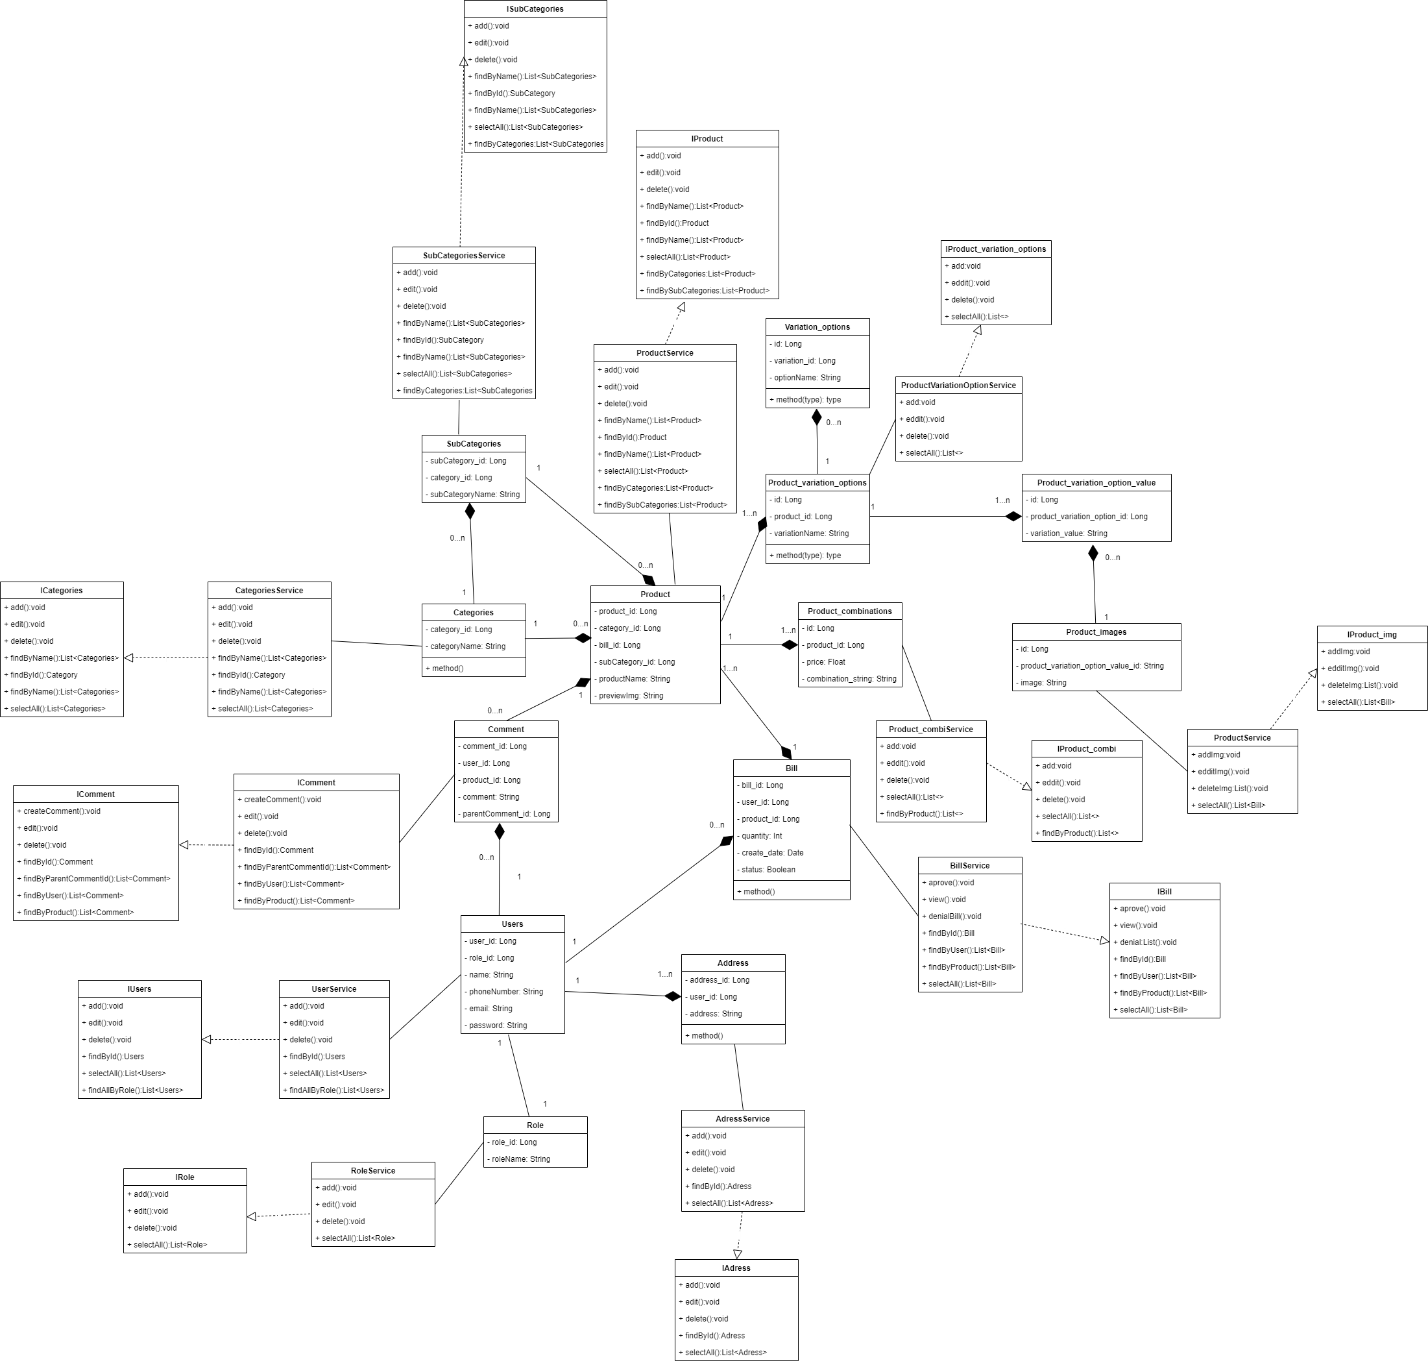 ISubCategories
+ add():void
+ edit():void
+ delete():void
+ findByName():List<SubCategories>
+ findById():SubCategory
+ findByName():List<SubCategories>
+ selectAll():List<SubCategories>
+ findByCategories:List<SubCategories
IProduct
+ add():void
+ edit():void
+ delete():void
+ findByName():List<Product>
+ findById():Product
+ findByName():List<Product>
+ selectAll():List<Product>
+ findByCategories:List<Product>
+ findBySubCategories:List<Product>
SubCategoriesService
+ add():void
+ edit():void
+ delete():void
+ findByName():List<SubCategories>
+ findById():SubCategory
+ findByName():List<SubCategories>
+ selectAll():List<SubCategories>
+ findByCategories:List<SubCategories
IProduct_variation_options
+ add:void
+ eddit():void
+ delete():void
+ selectAll():List<>
Variation_options
- id: Long
- variation_id: Long
- optionName: String
+ method(type): type
0...n
1
ProductService
+ add():void
+ edit():void
+ delete():void
+ findByName():List<Product>
+ findById():Product
+ findByName():List<Product>
+ selectAll():List<Product>
+ findByCategories:List<Product>
+ findBySubCategories:List<Product>
ProductVariationOptionService
+ add:void
+ eddit():void
+ delete():void
+ selectAll():List<>
SubCategories
- subCategory_id: Long
- category_id: Long
- subCategoryName: String
1
0...n
0...n
1
Product_variation_options
- id: Long
- product_id: Long
- variationName: String
+ method(type): type
1...n
1
1
1...n
Product_variation_option_value
- id: Long
- product_variation_option_id: Long
- variation_value: String
0...n
1
ICategories
+ add():void
+ edit():void
+ delete():void
+ findByName():List<Categories>
+ findById():Category
+ findByName():List<Categories>
+ selectAll():List<Categories>
CategoriesService
+ add():void
+ edit():void
+ delete():void
+ findByName():List<Categories>
+ findById():Category
+ findByName():List<Categories>
+ selectAll():List<Categories>
Categories
- category_id: Long
- categoryName: String
+ method()
1
0...n
Product
- product_id: Long
- category_id: Long
- bill_id: Long
- subCategory_id: Long
- productName: String
- previewImg: String
1
1...n
1...n
1
Product_combinations
- id: Long
- product_id: Long
- price: Float
- combination_string: String
Product_images
- id: Long
- product_variation_option_value_id: String
- image: String
IProduct_img
+ addImg:void
+ edditImg():void
+ deleteImg:List():void
+ selectAll():List<Bill>
1
0...n
Comment
- comment_id: Long
- user_id: Long
- product_id: Long
- comment: String
- parentComment_id: Long
0...n
1
Product_combiService
+ add:void
+ eddit():void
+ delete():void
+ selectAll():List<>
+ findByProduct():List<>
IProduct_combi
+ add:void
+ eddit():void
+ delete():void
+ selectAll():List<>
+ findByProduct():List<>
ProductService
+ addImg:void
+ edditImg():void
+ deleteImg.List():void
+ selectAll():List<Bill>
Bill
- bill_id: Long
- user_id: Long
- product_id: Long
- quantity: Int
- create_date: Date
- status: Boolean
+ method()
0...n
1
IComment
+ createComment():void
+ edit():void
+ delete():void
+ findById():Comment
+ findByParentCommentId():List<Comment>
+ findByUser():List<Comment>
+ findByProduct():List<Comment>
IComment
+ createComment():void
+ edit():void
+ delete():void
+ findById():Comment
+ findByParentCommentId():List<Comment>
+ findByUser():List<Comment>
+ findByProduct():List<Comment>
BillService
+ aprove():void
+ view():void
+ denialBill():void
+ findById():Bill
+ findByUser():List<Bill>
+ findByProduct():List<Bill>
+ selectAll():List<Bill>
IBill
+ aprove():void
+ view():void
+ denial:List():void
+ findById():Bill
+ findByUser():List<Bill>
+ findByProduct():List<Bill>
+ selectAll():List<Bill>
Users
- user_id: Long
- role_id: Long
- name: String
- phoneNumber: String
- email: String
- password: String
1
1...n
Address
- address_id: Long
- user_id: Long
- address: String
+ method()
IUsers
+ add():void
+ edit():void
+ delete():void
+ findById():Users
+ selectAll():List<Users>
+ findAllByRole():List<Users>
UserService
+ add():void
+ edit():void
+ delete():void
+ findById():Users
+ selectAll():List<Users>
+ findAllByRole():List<Users>
1
1
Role
- role_id: Long
- roleName: String
AdressService
+ add():void
+ edit():void
+ delete():void
+ findById():Adress
+ selectAll():List<Adress>
IRole
+ add():void
+ edit():void
+ delete():void
+ selectAll():List<Role>
RoleService
+ add():void
+ edit():void
+ delete():void
+ selectAll():List<Role>
IAdress
+ add():void
+ edit():void
+ delete():void
+ findById():Adress
+ selectAll():List<Adress>